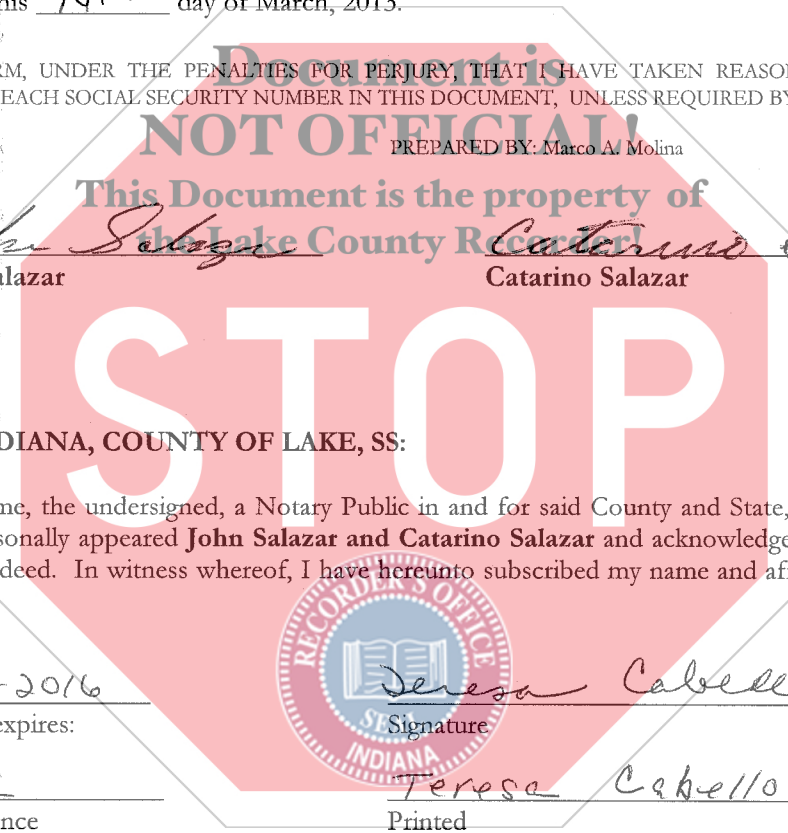 his 19th day of March, 2013.
Document is
RM, UNDER THE PENALTIES FOR PERJURY, THAT I HAVE TAKEN REASO
EACH SOCIAL SECURITY NUMBER IN THIS DOCUMENT, UNLESS REQUIRED BY
NOT OFFICIAL!
PREPARED BY: Marco A. Molina
This Document is the property of
the Lake County Recorder!
Salazar
Catarino
alazar
Catarino Salazar
STOP
DIANA, COUNTY OF LAKE, SS:
me, the undersigned, a Notary Public in and for said County and State,
sonally appeared John Salazar and Catarino Salazar and acknowledge
deed. In witness whereof, I have hereunto subscribed my name and aff
RECORDER'S OFFICE
SEAL
INDIANA
-2016
Teresa Cabello
expires:
Signature
Teresa Cabello
nce
Printed